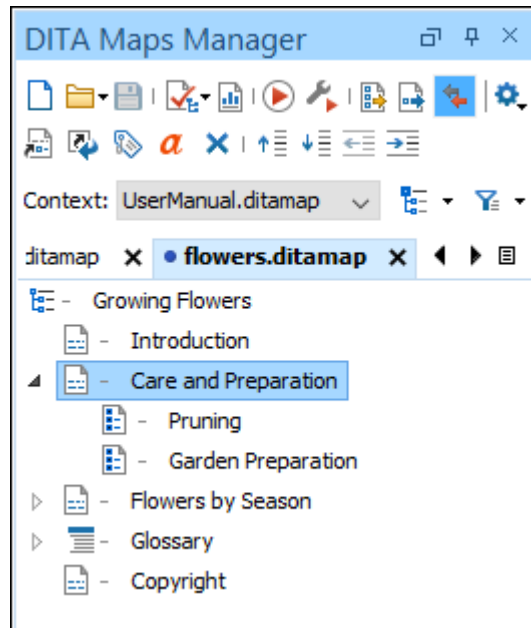 DITA Maps Manager
Context: UserManual.ditamap
ditamap flowers.ditamap
Growing Flowers
Introduction
Care and Preparation
Pruning
Garden Preparation
Flowers by Season
Glossary
Copyright